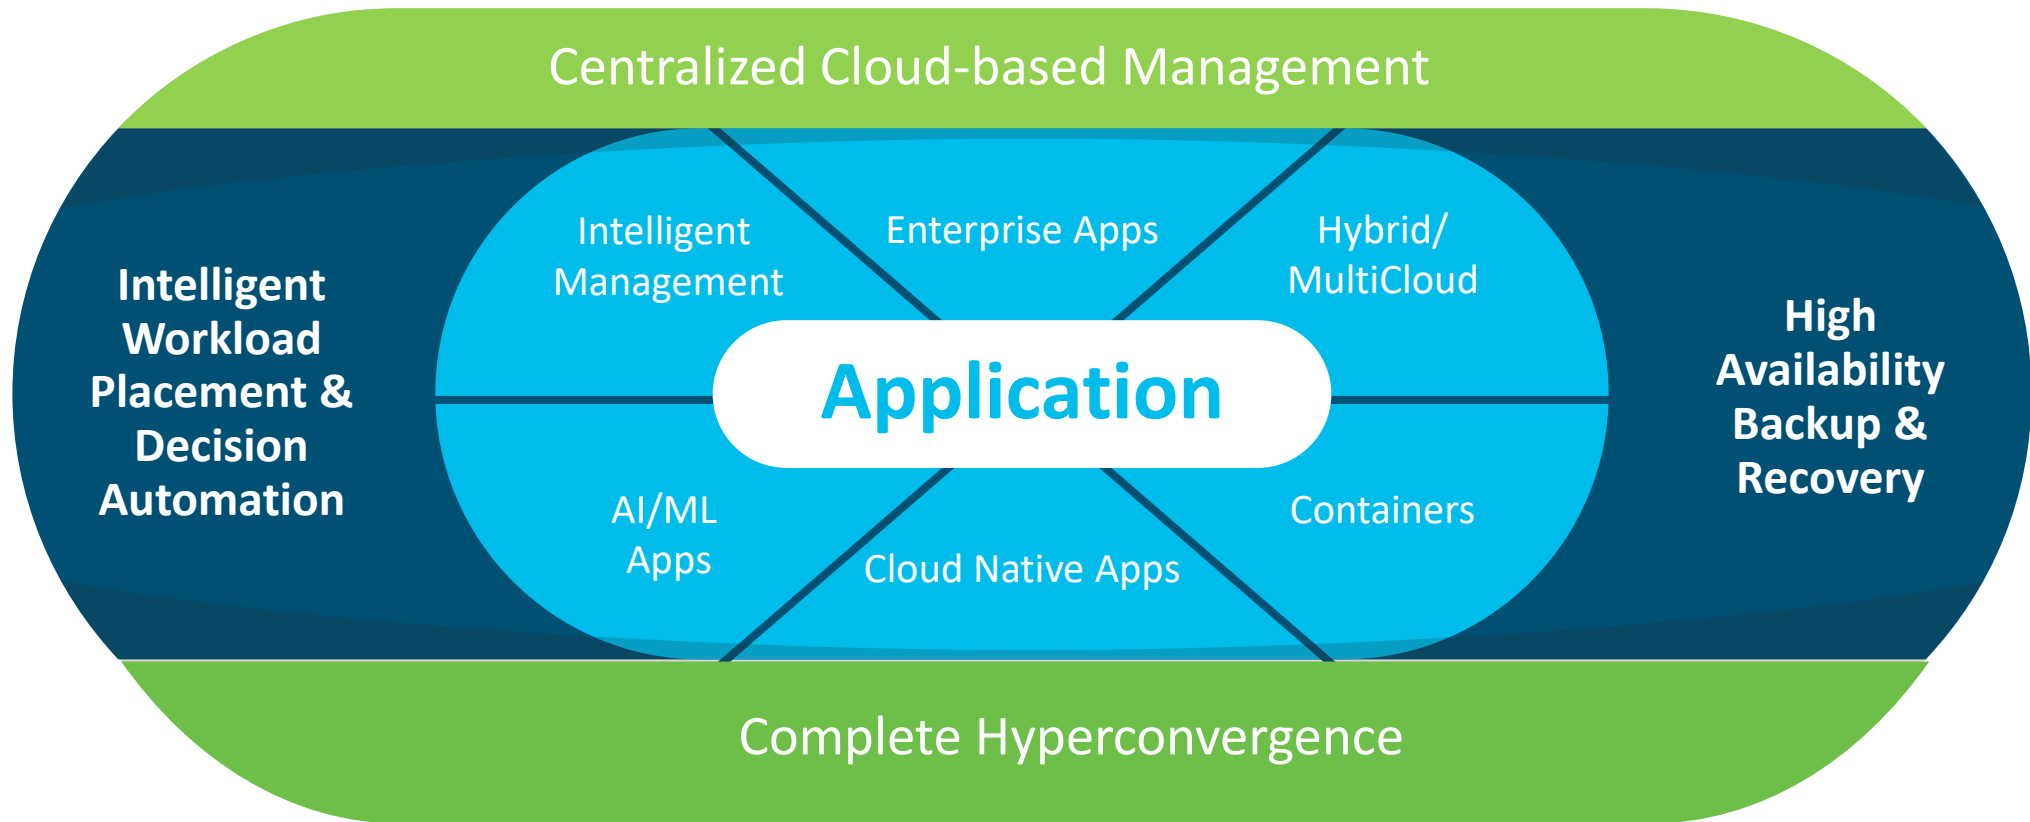 Centralized Cloud-based Management
Intelligent
Workload
Placement &
Decision
Automation
Intelligent
Management
Enterprise Apps
Hybrid/
MultiCloud
Application
AI/ML
Apps
Cloud Native Apps
Containers
High
Availability
Backup &
Recovery
Complete Hyperconvergence